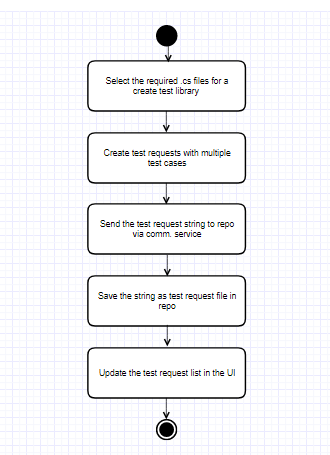 Select the required .cs files for a
create test library
Create test requests with multiple
test cases
Send the test request string to repo
via comm. service
Save the string as test request file in
repo
Update the test request list in the UI